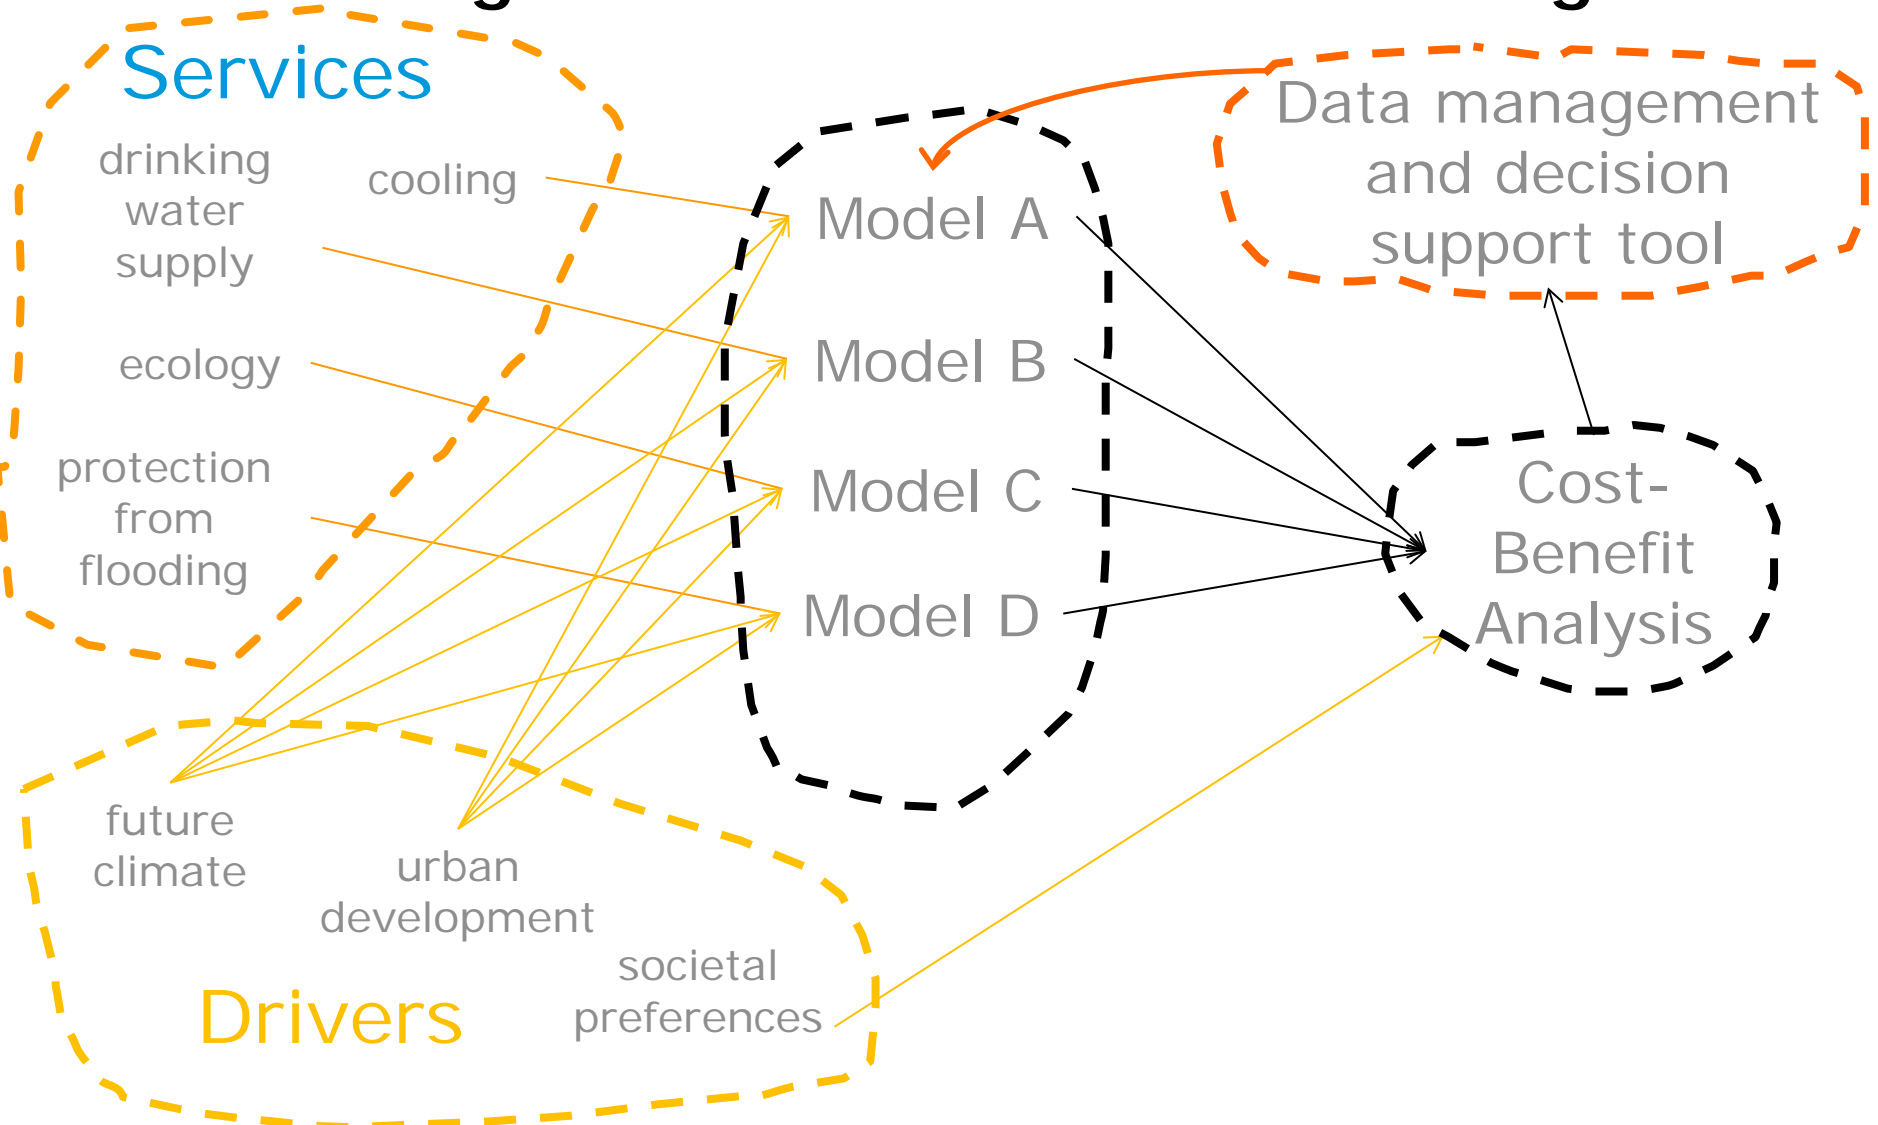 Services
drinking
water
supply
cooling
ecology
protection
from
flooding
Model A
Model B
Model C
Model D
Data management
and decision
support tool
Cost-
Benefit
Analysis
future
climate
urban
development
societal
preferences
Drivers